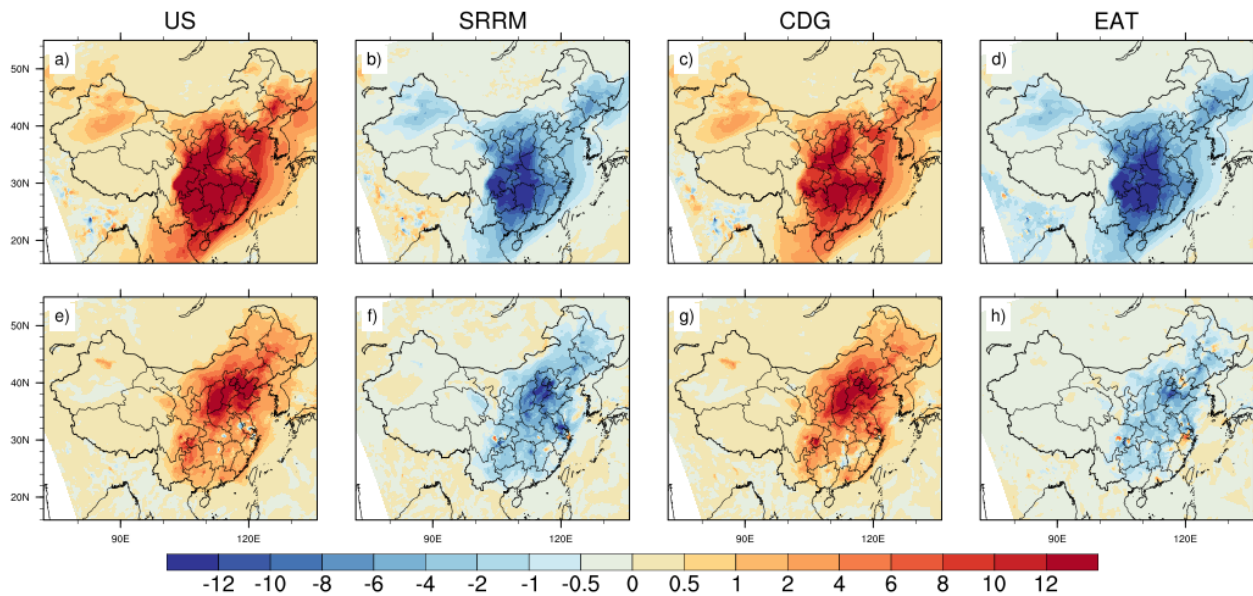 US SRRM CDG EAT
a) b) c) d)
50N
40N
30N
20N
e) f) g) h)
50N
40N
30N
20N
90E 120E 90E 120E 90E 120E 90E 120E
-12 -10 -8 -6 -4 -2 -1 -0.5 0 0.5 1 2 4 6 8 10 12